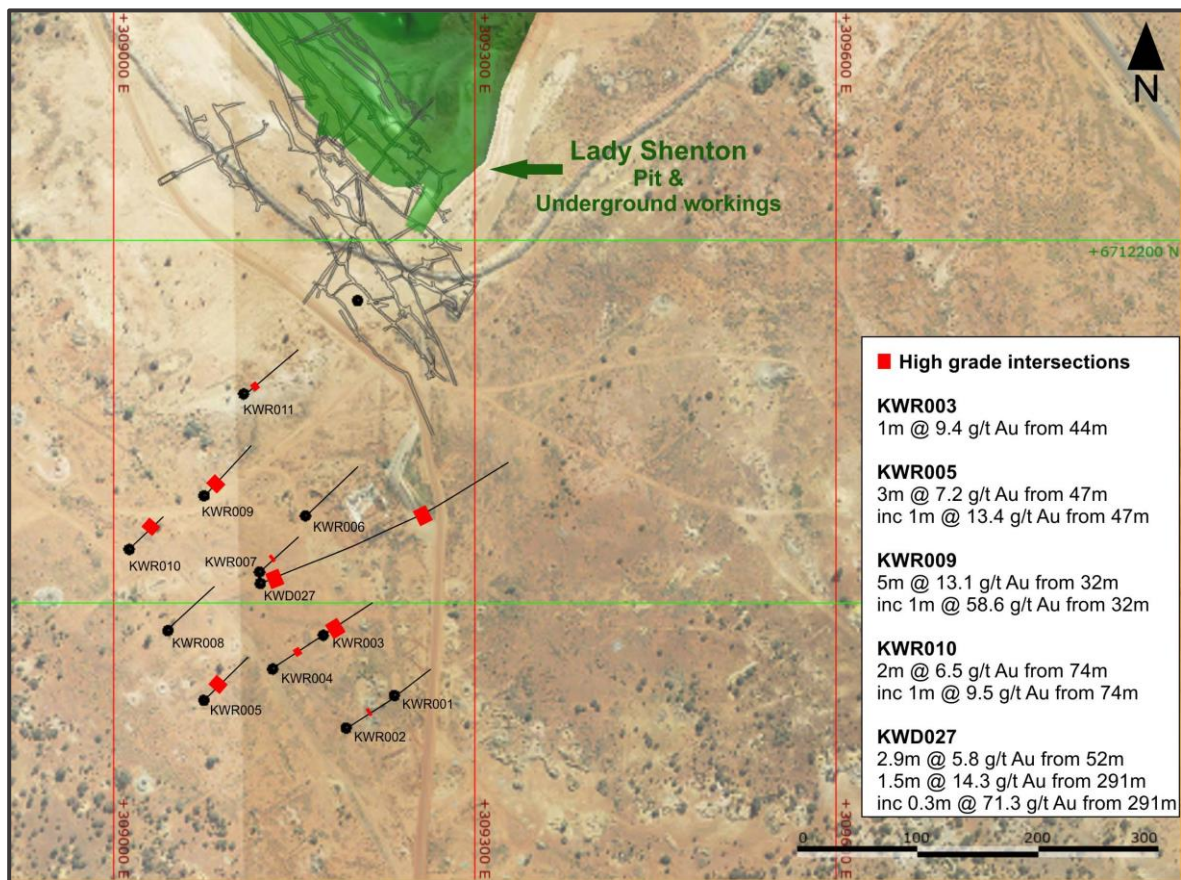 +309000 E
+309300 E
+309600 E
N
Lady Shenton
Pit &
Underground workings
+6712200 N
KWR011
KWR009
KWR006
KWR010
KWR007
KWD027
KWR008
KWR003
KWR004
KWR005
KWR001
KWR002
High grade intersections
KWR003
1m @ 9.4 g/t Au from 44m
KWR005
3m @ 7.2 g/t Au from 47m
inc 1m @ 13.4 g/t Au from 47m
KWR009
5m @ 13.1 g/t Au from 32m
inc 1m @ 58.6 g/t Au from 32m
KWR010
2m @ 6.5 g/t Au from 74m
inc 1m @ 9.5 g/t Au from 74m
KWD027
2.9m @ 5.8 g/t Au from 52m
1.5m @ 14.3 g/t Au from 291m
inc 0.3m @ 71.3 g/t Au from 291m
+309000 E
+309300 E
0 100 200 300